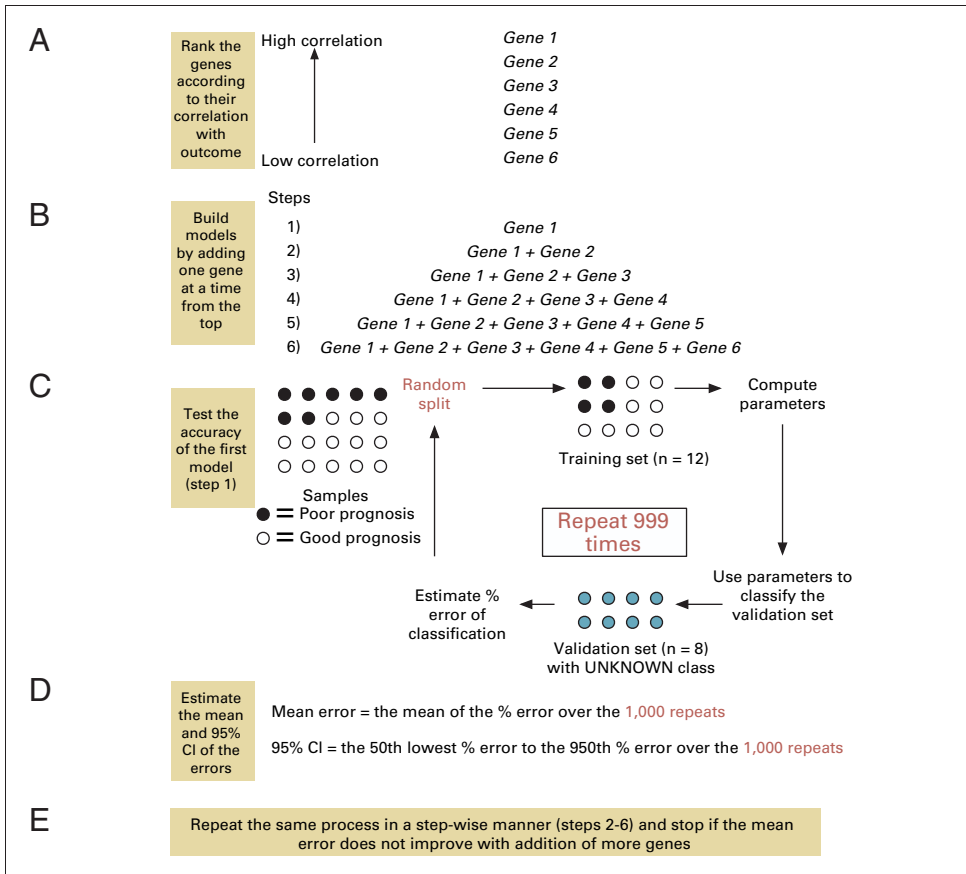 A
Rank the
genes
according
to their
correlation
with
outcome
High correlation
Low correlation
Gene 1
Gene 2
Gene 3
Gene 4
Gene 5
Gene 6
B
Build
models
by adding
one gene
at a time
from the
top
Steps
1) Gene 1
2) Gene 1 + Gene 2
3) Gene 1 + Gene 2 + Gene 3
4) Gene 1 + Gene 2 + Gene 3 + Gene 4
5) Gene 1 + Gene 2 + Gene 3 + Gene 4 + Gene 5
6) Gene 1 + Gene 2 + Gene 3 + Gene 4 + Gene 5 + Gene 6
C
Test the
accuracy
of the first
model
(step 1)
Samples
= Poor prognosis
= Good prognosis
Random
split
Training set (n = 12)
Compute
parameters
Repeat 999
times
Use parameters to
classify the
validation set
Validation set (n = 8)
with UNKNOWN class
Estimate %
error of
classification
D
Estimate
the mean
and 95%
CI of the
errors
Mean error = the mean of the % error over the 1,000 repeats
95% CI = the 50th lowest % error to the 950th % error over the 1,000 repeats
E
Repeat the same process in a step-wise manner (steps 2-6) and stop if the mean
error does not improve with addition of more genes